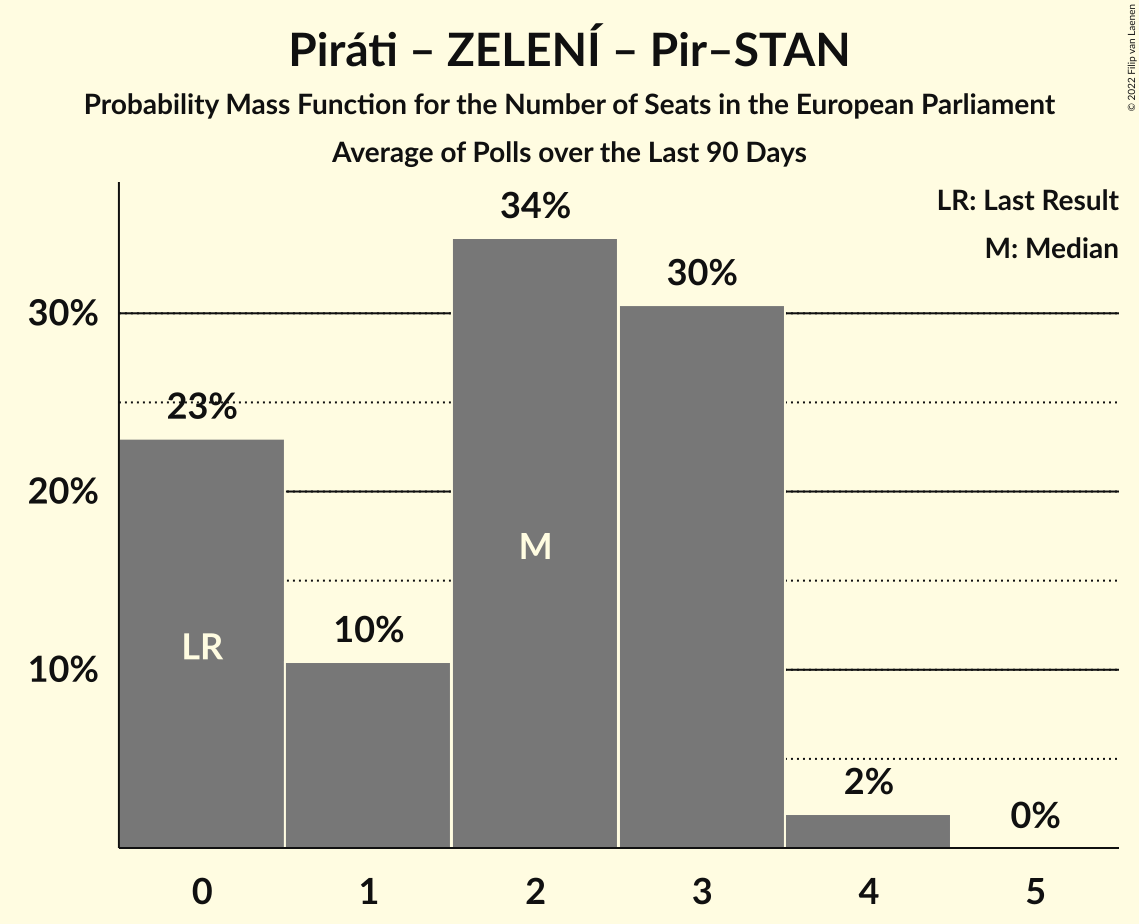 Piráti – ZELENÍ – Pir–STAN
Probability Mass Function for the Number of Seats in the European Parliament
Average of Polls over the Last 90 Days
© 2022 Filip van Laenen
LR: Last Result
M: Median
34%
30%
30%
23%
20%
M
10%
LR
10%
2%
0%
0 1 2 3 4 5